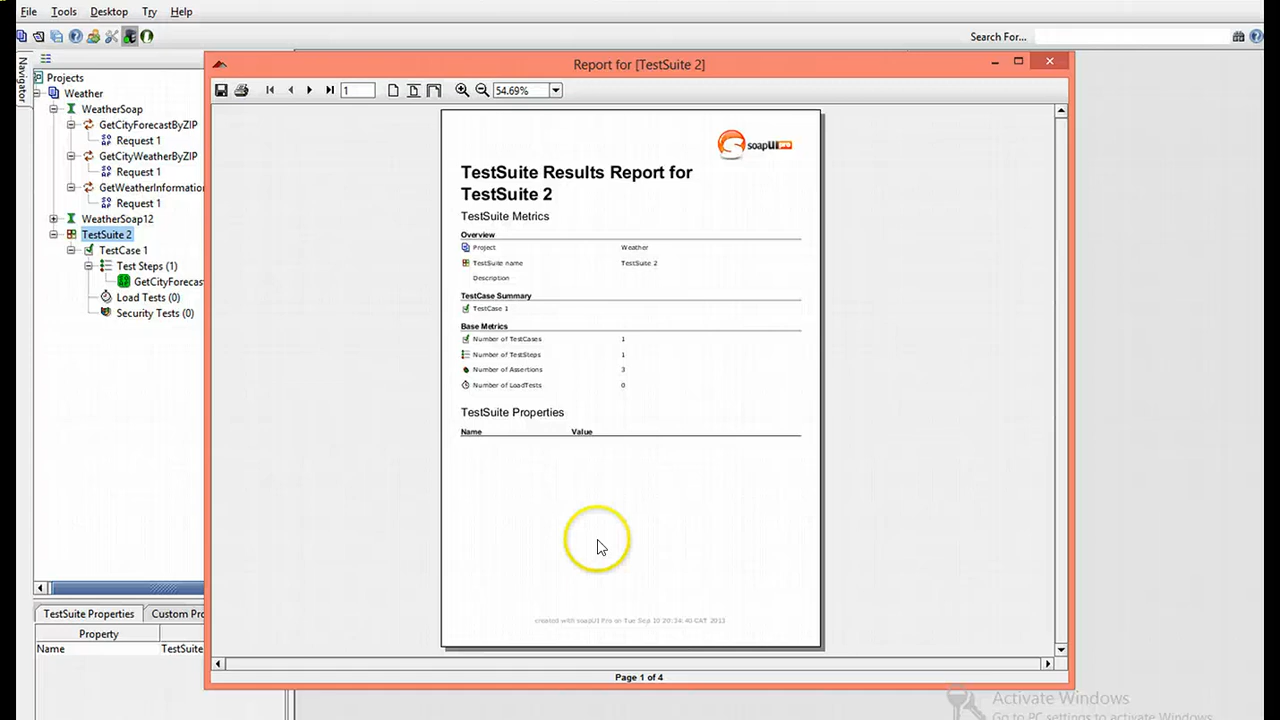 File Tools Desktop Try Help
Search For...
Navigator
Projects
Weather
WeatherSoap
GetCityForecastByZIP
Request 1
GetCityWeatherByZIP
Request 1
GetWeatherInformation
Request 1
WeatherSoap12
TestSuite 2
TestCase 1
Test Steps (1)
GetCityForecas
Load Tests (0)
Security Tests (0)
TestSuite Properties Custom Pro
Property
Name TestSuite
Report for [TestSuite 2]
1 54.69%
soapUI pro
TestSuite Results Report for
TestSuite 2
TestSuite Metrics
Overview
Project Weather
TestSuite name TestSuite 2
Description
TestCase Summary
TestCase 1
Base Metrics
Number of TestCases 1
Number of TestSteps 1
Number of Assertions 3
Number of LoadTests 0
TestSuite Properties
Name Value
created with soapUI Pro on Tue Sep 10 20:34:40 CAT 2013
Page 1 of 4
Activate Windows
Go to PC settings to activate Windows